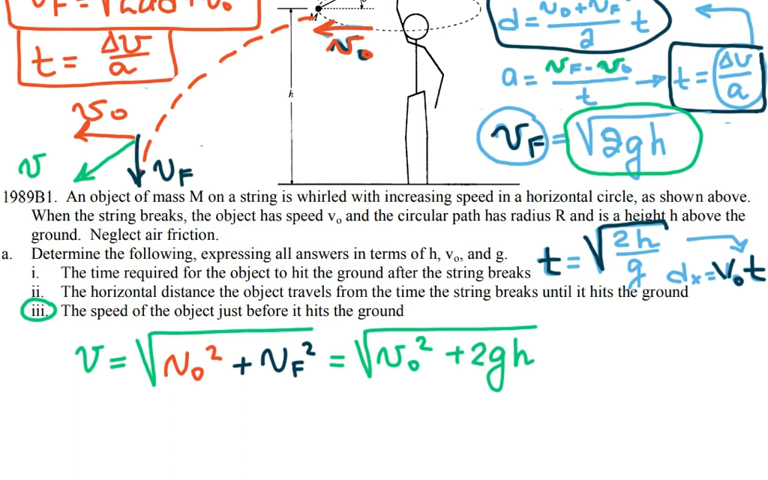 t = Δv/a
M
v₀
h
d = (v₀ + v_F)/2 t
a = (v_F - v₀)/t → t = (Δv/a)
v_F = √2gh
v₀
v
v_F
1989B1. An object of mass M on a string is whirled with increasing speed in a horizontal circle, as shown above.
When the string breaks, the object has speed v₀ and the circular path has radius R and is a height h above the
ground. Neglect air friction.
a. Determine the following, expressing all answers in terms of h, v₀, and g.
i. The time required for the object to hit the ground after the string breaks
t = √(2h/g)
dₓ = v₀t
ii. The horizontal distance the object travels from the time the string breaks until it hits the ground
iii. The speed of the object just before it hits the ground
v = √(v₀² + v_F²) = √(v₀² + 2gh)